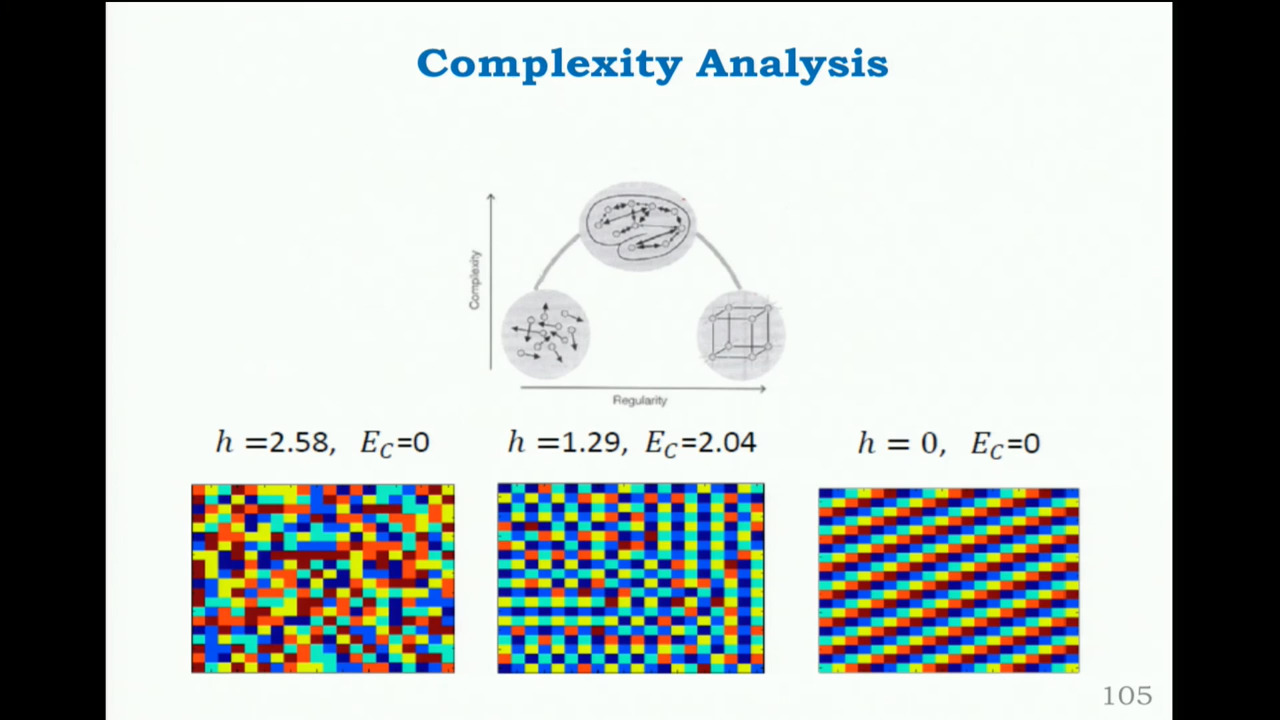 Complexity Analysis
Complexity
Regularity
h =2.58, E_C=0
h =1.29, E_C=2.04
h = 0, E_C=0
105